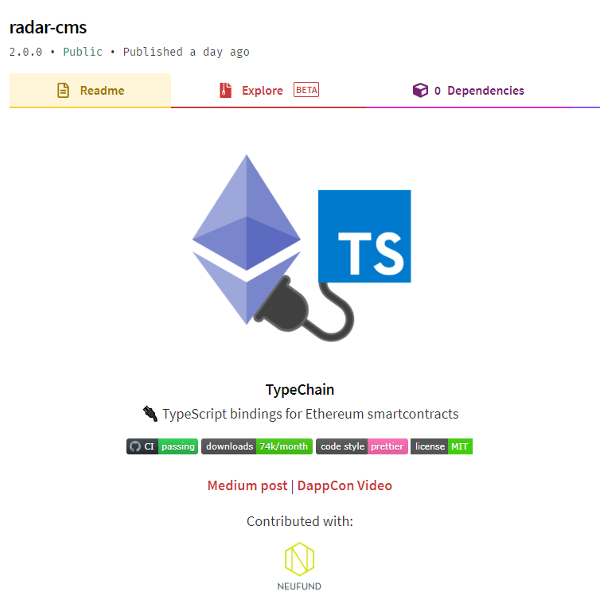 radar-cms
2.0.0 • Public • Published a day ago
Readme
Explore BETA
0 Dependencies
TS
TypeChain
TypeScript bindings for Ethereum smartcontracts
CI passing downloads 74k/month code style prettier license MIT
Medium post | DappCon Video
Contributed with:
NEUFUND